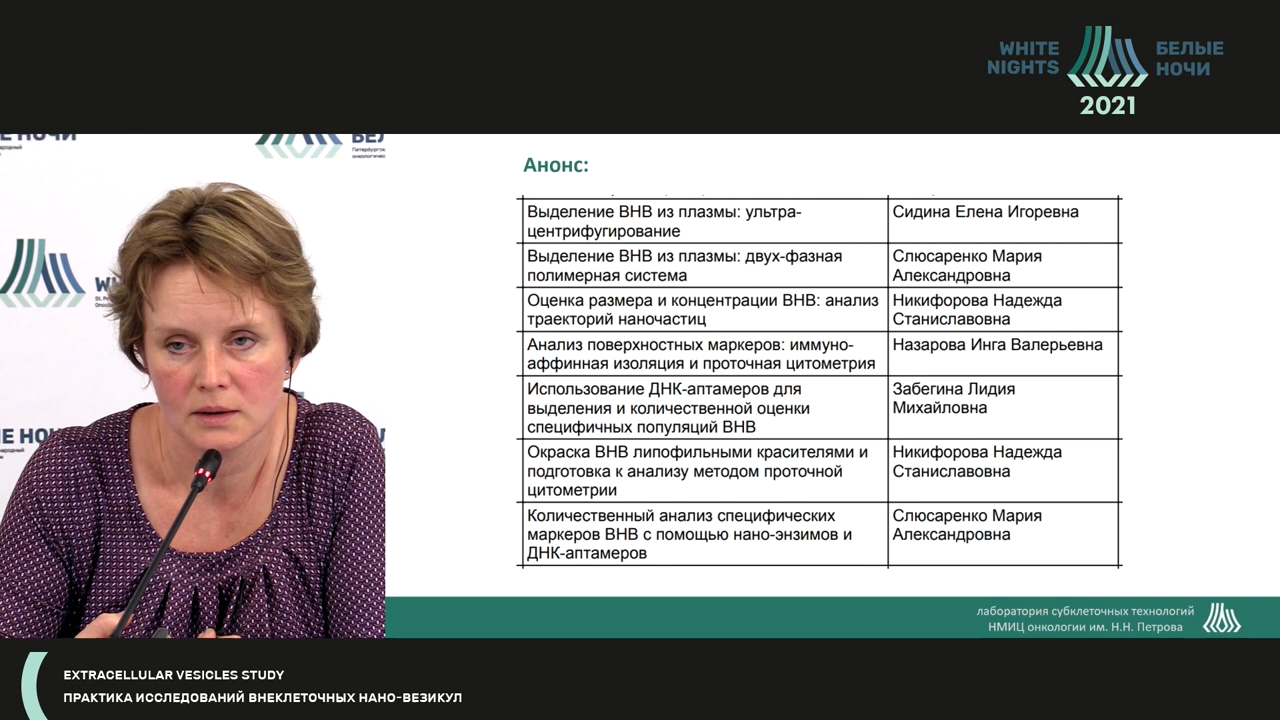 WHITE
NIGHTS
БЕЛЫЕ
НОЧИ
2021
Анонс:
Выделение ВНВ из плазмы: ультра-
центрифугирование
Сидина Елена Игоревна
Выделение ВНВ из плазмы: двух-фазная
полимерная система
Слюсаренко Мария
Александровна
Оценка размера и концентрации ВНВ: анализ
траекторий наночастиц
Никифорова Надежда
Станиславовна
Анализ поверхностных маркеров: иммуно-
аффинная изоляция и проточная цитометрия
Назарова Инга Валерьевна
Использование ДНК-аптамеров для
выделения и количественной оценки
специфичных популяций ВНВ
Забегина Лидия
Михайловна
Окраска ВНВ липофильными красителями и
подготовка к анализу методом проточной
цитометрии
Никифорова Надежда
Станиславовна
Количественный анализ специфических
маркеров ВНВ с помощью нано-энзимов и
ДНК-аптамеров
Слюсаренко Мария
Александровна
лаборатория субклеточных технологий
НМИЦ онкологии им. Н.Н. Петрова
EXTRACELLULAR VESICLES STUDY
ПРАКТИКА ИССЛЕДОВАНИЙ ВНЕКЛЕТОЧНЫХ НАНО-ВЕЗИКУЛ